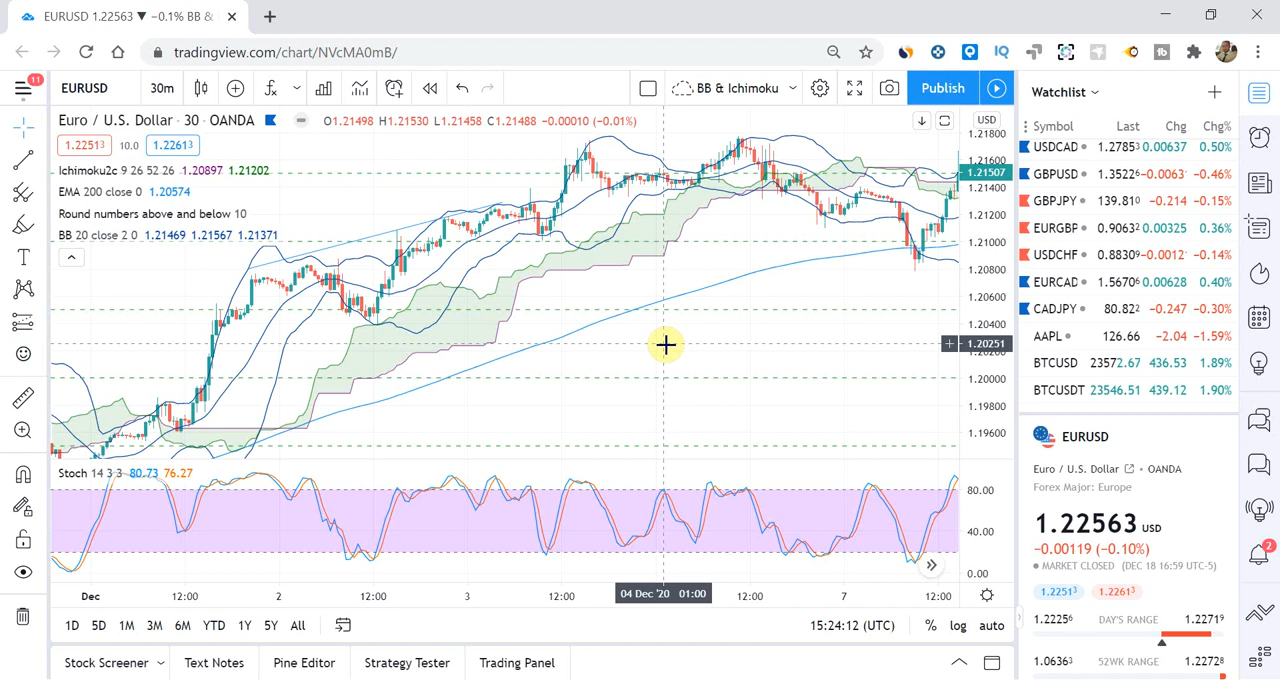 EURUSD 1.22563 ▼ −0.1% BB &
tradingview.com/chart/NVcMA0mB/
11
EURUSD 30m BB & Ichimoku Publish
Euro / U.S. Dollar · 30 · OANDA O1.21498 H1.21530 L1.21458 C1.21488 −0.00010 (−0.01%)
1.22513 10.0 1.22613
Ichimoku2c 9 26 52 26 1.20897 1.21202
EMA 200 close 0 1.20574
Round numbers above and below 10
BB 20 close 2 0 1.21469 1.21567 1.21371
USD
1.21800
1.21600
1.21507
1.21400
1.21200
1.21000
1.20800
1.20600
1.20400
1.20251
1.20000
1.19800
1.19600
Stoch 14 3 3 80.73 76.27
80.00
40.00
0.00
Dec 12:00 2 12:00 3 12:00 04 Dec '20 01:00 12:00 7 12:00
1D 5D 1M 3M 6M YTD 1Y 5Y All 15:24:12 (UTC) % log auto
Stock Screener Text Notes Pine Editor Strategy Tester Trading Panel
Watchlist
Symbol Last Chg Chg%
USDCAD 1.27853 0.00637 0.50%
GBPUSD 1.35226 −0.0063 −0.46%
GBPJPY 139.810 −0.214 −0.15%
EURGBP 0.90632 0.00325 0.36%
USDCHF 0.88309 −0.0012 −0.14%
EURCAD 1.56706 0.00628 0.40%
CADJPY 80.822 −0.247 −0.30%
AAPL 126.66 −2.04 −1.59%
BTCUSD 23572.67 436.53 1.89%
BTCUSDT 23546.51 439.12 1.90%
EURUSD
Euro / U.S. Dollar • OANDA
Forex Major: Europe
1.22563 USD
−0.00119 (−0.10%)
MARKET CLOSED (DEC 18 16:59 UTC-5)
1.22513 1.22613
1.22256 DAY'S RANGE 1.22719
1.06363 52WK RANGE 1.22728
IQ
2